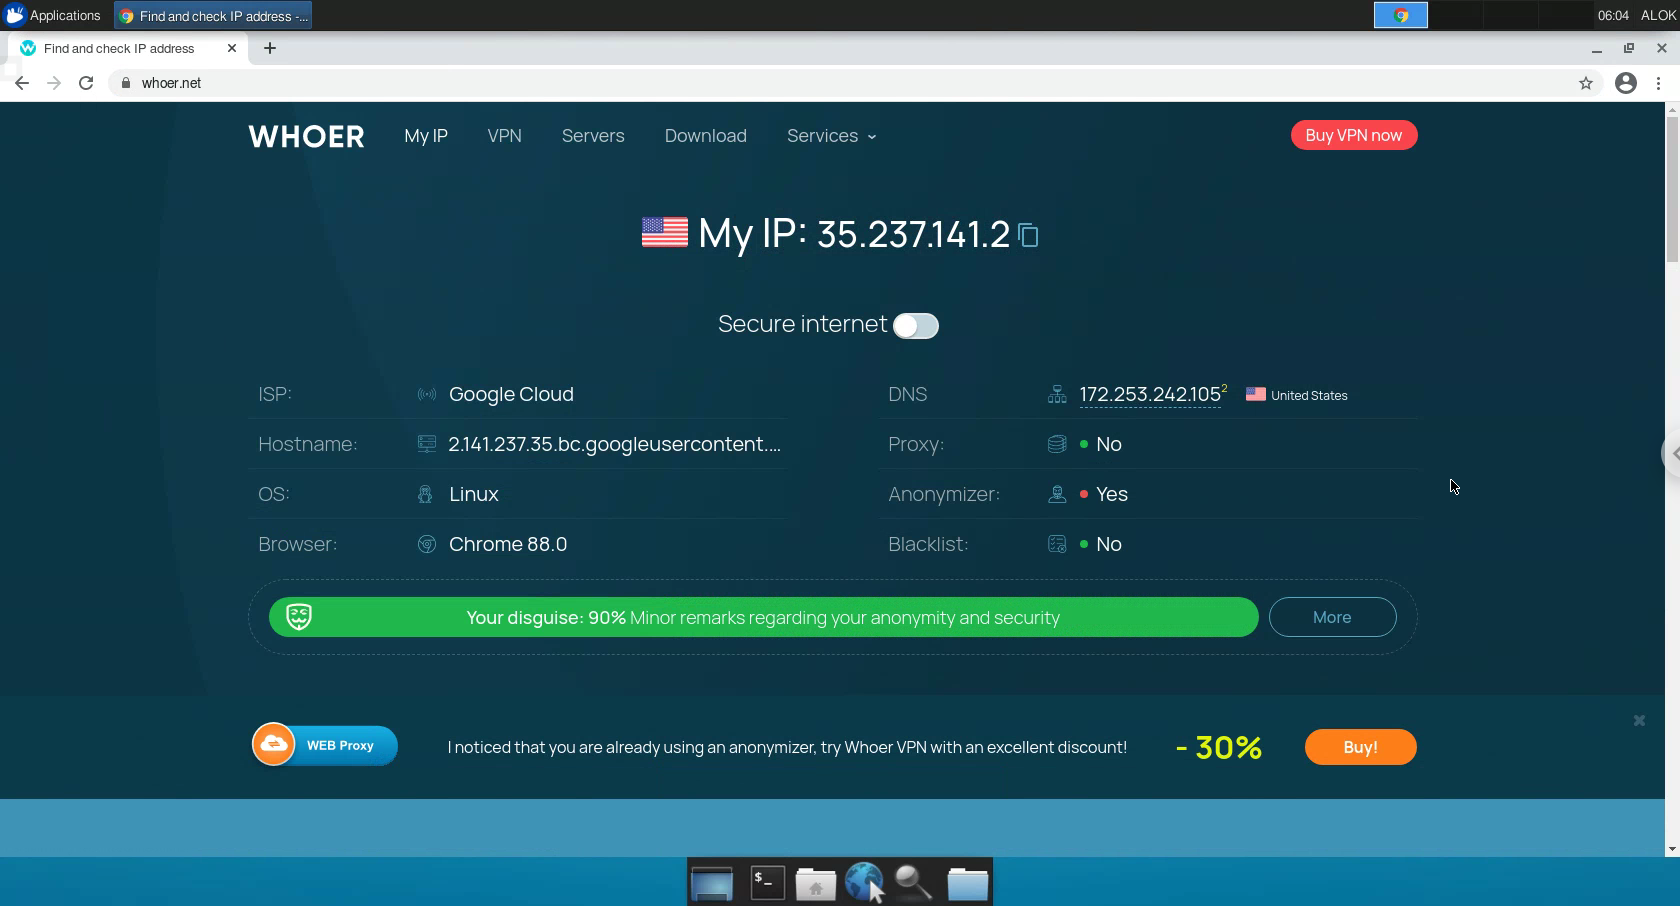 Applications
Find and check IP address -...
06:04
ALOK
Find and check IP address
whoer.net
WHOER
My IP
VPN
Servers
Download
Services
Buy VPN now
My IP: 35.237.141.2
Secure internet
ISP:
Google Cloud
DNS
172.253.242.105²
United States
Hostname:
2.141.237.35.bc.googleusercontent....
Proxy:
No
OS:
Linux
Anonymizer:
Yes
Browser:
Chrome 88.0
Blacklist:
No
Your disguise: 90% Minor remarks regarding your anonymity and security
More
WEB Proxy
I noticed that you are already using an anonymizer, try Whoer VPN with an excellent discount!
- 30%
Buy!
$_